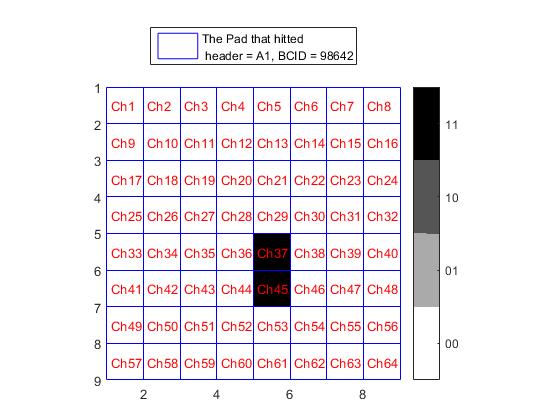 The Pad that hitted
header = A1, BCID = 98642
1
Ch1 Ch2 Ch3 Ch4 Ch5 Ch6 Ch7 Ch8
2
Ch9 Ch10 Ch11 Ch12 Ch13 Ch14 Ch15 Ch16
3
Ch17 Ch18 Ch19 Ch20 Ch21 Ch22 Ch23 Ch24
4
Ch25 Ch26 Ch27 Ch28 Ch29 Ch30 Ch31 Ch32
5
Ch33 Ch34 Ch35 Ch36 Ch37 Ch38 Ch39 Ch40
6
Ch41 Ch42 Ch43 Ch44 Ch45 Ch46 Ch47 Ch48
7
Ch49 Ch50 Ch51 Ch52 Ch53 Ch54 Ch55 Ch56
8
Ch57 Ch58 Ch59 Ch60 Ch61 Ch62 Ch63 Ch64
9
2 4 6 8
11
10
01
00